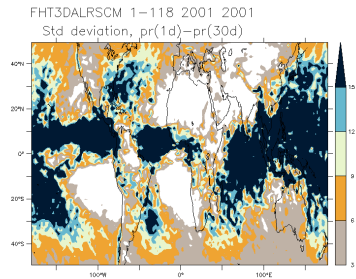 FHT3DALRSCM 1-118 2001 2001
Std deviation, pr(1d)-pr(30d)
40°N
20°N
0°
20°S
40°S
100°W
0°
100°E
15
12
9
6
3